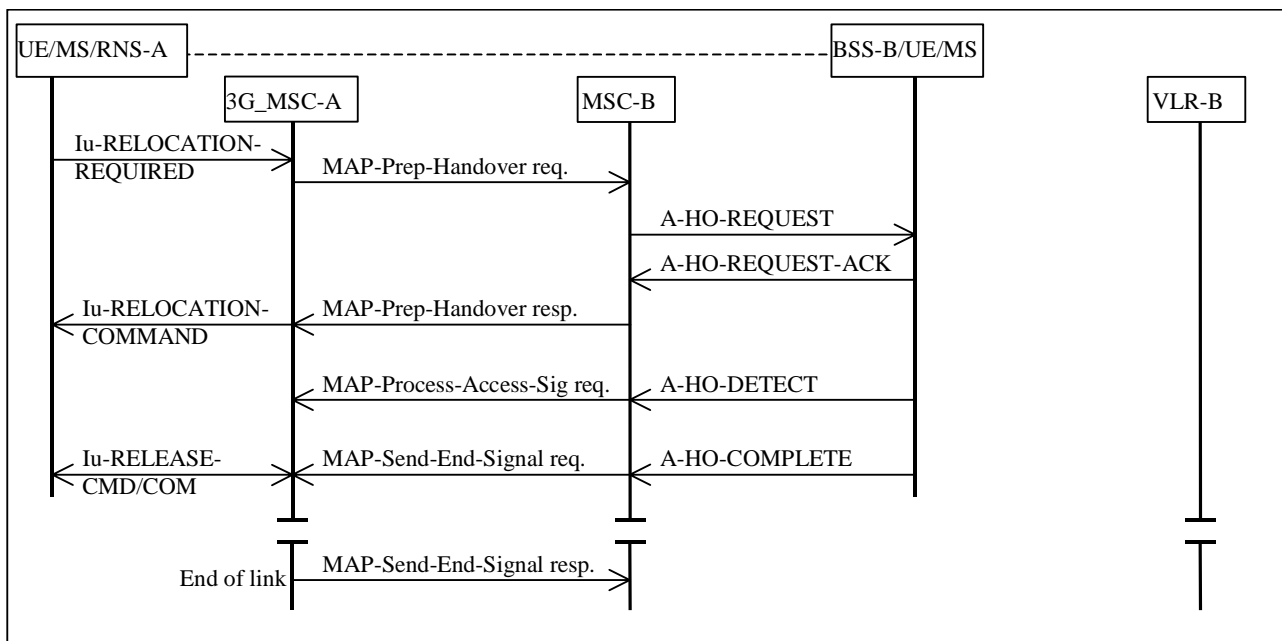 UE/MS/RNS-A
BSS-B/UE/MS
3G_MSC-A
MSC-B
VLR-B
Iu-RELOCATION-
REQUIRED
MAP-Prep-Handover req.
A-HO-REQUEST
A-HO-REQUEST-ACK
Iu-RELOCATION-
COMMAND
MAP-Prep-Handover resp.
MAP-Process-Access-Sig req.
A-HO-DETECT
Iu-RELEASE-
CMD/COM
MAP-Send-End-Signal req.
A-HO-COMPLETE
End of link
MAP-Send-End-Signal resp.